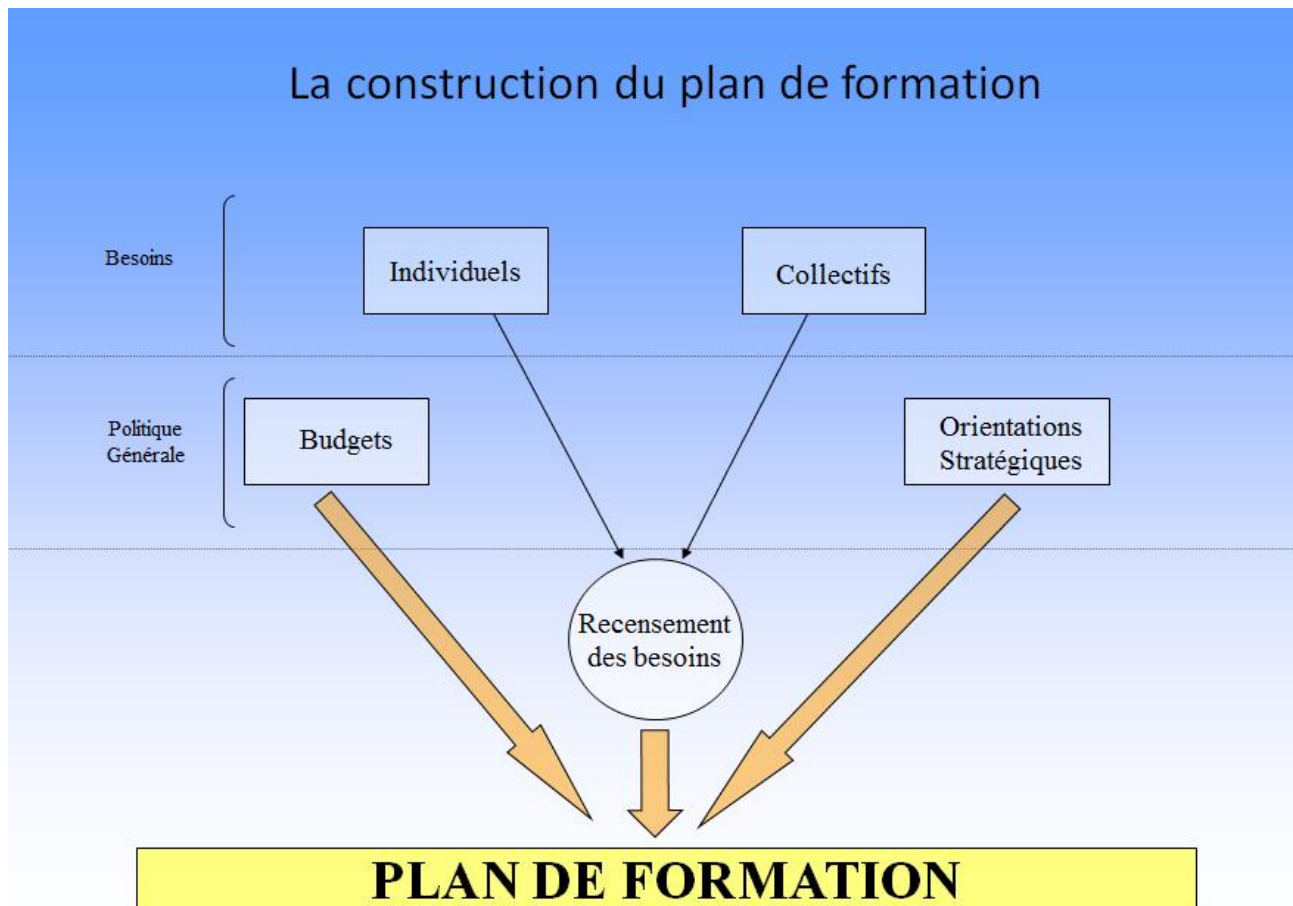 La construction du plan de formation
Besoins
Individuels
Collectifs
Politique
Générale
Budgets
Orientations
Stratégiques
Recensement
des besoins
PLAN DE FORMATION